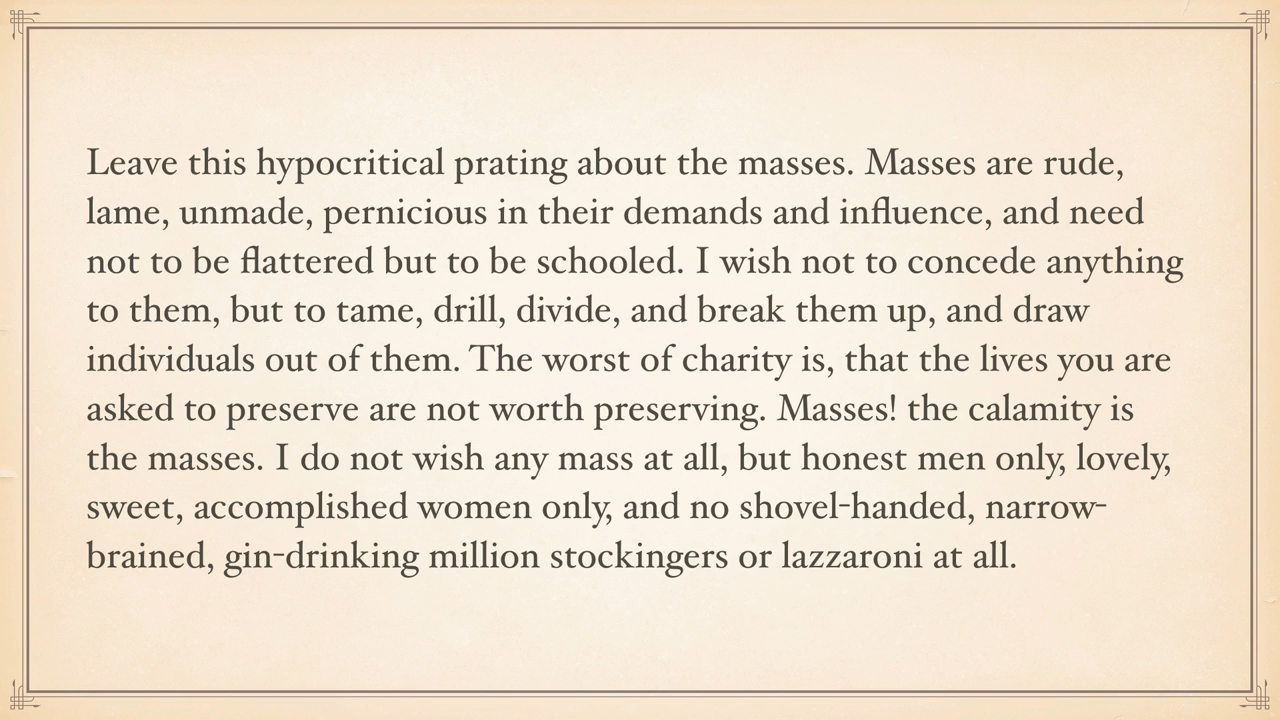 Leave this hypocritical prating about the masses. Masses are rude,
lame, unmade, pernicious in their demands and influence, and need
not to be flattered but to be schooled. I wish not to concede anything
to them, but to tame, drill, divide, and break them up, and draw
individuals out of them. The worst of charity is, that the lives you are
asked to preserve are not worth preserving. Masses! the calamity is
the masses. I do not wish any mass at all, but honest men only, lovely,
sweet, accomplished women only, and no shovel-handed, narrow-
brained, gin-drinking million stockingers or lazzaroni at all.